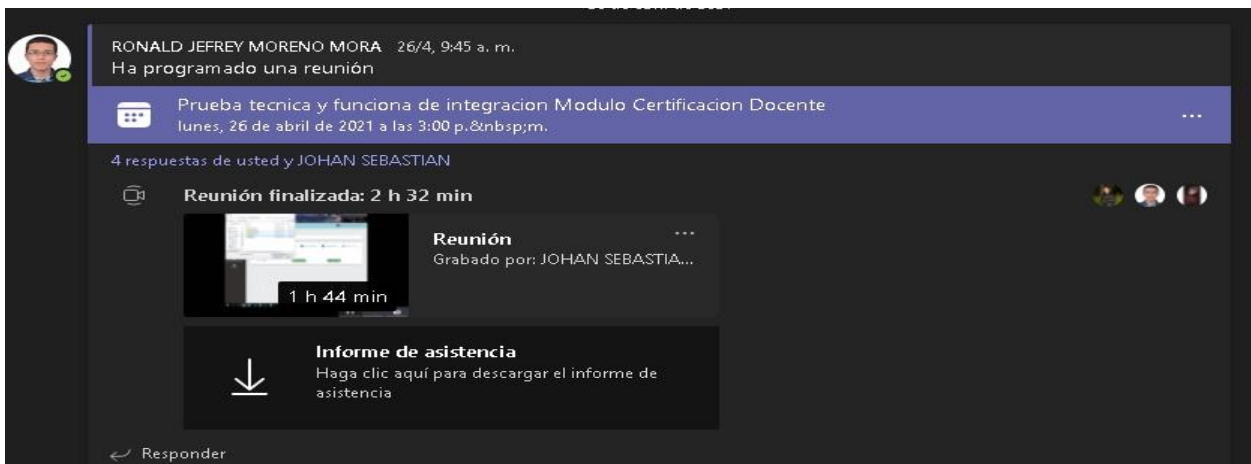 RONALD JEFREY MORENO MORA 26/4, 9:45 a. m.
Ha programado una reunión
Prueba tecnica y funciona de integracion Modulo Certificacion Docente
lunes, 26 de abril de 2021 a las 3:00 p.&nbsp;m.
4 respuestas de usted y JOHAN SEBASTIAN
Reunión finalizada: 2 h 32 min
Reunión
Grabado por: JOHAN SEBASTIA...
1 h 44 min
Informe de asistencia
Haga clic aquí para descargar el informe de
asistencia
Responder